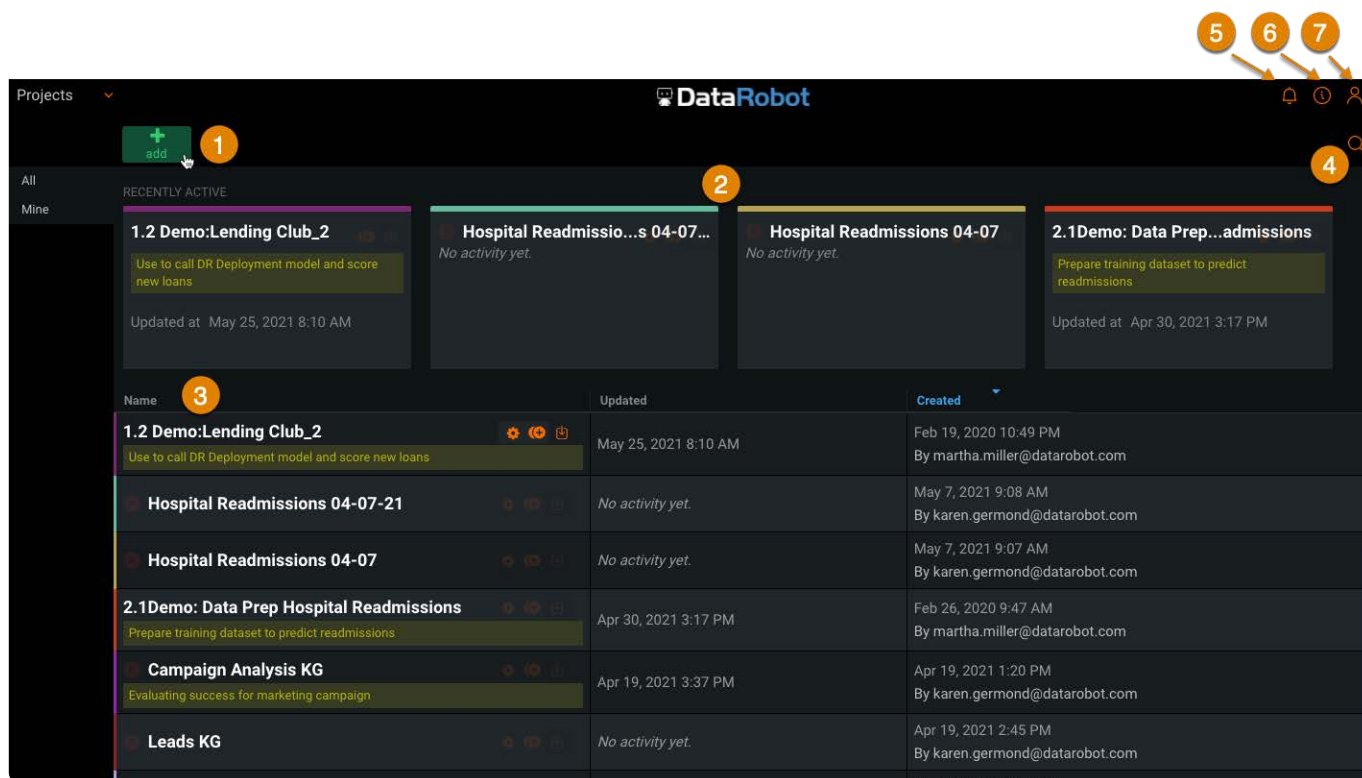 5 6 7
Projects DataRobot
add 1
4
All
RECENTLY ACTIVE 2
Mine
1.2 Demo:Lending Club_2
Use to call DR Deployment model and score
new loans
Updated at May 25, 2021 8:10 AM
Hospital Readmissio...s 04-07...
No activity yet.
Hospital Readmissions 04-07
No activity yet.
2.1Demo: Data Prep...admissions
Prepare training dataset to predict
readmissions
Updated at Apr 30, 2021 3:17 PM
Name 3 Updated Created
1.2 Demo:Lending Club_2
Use to call DR Deployment model and score new loans
May 25, 2021 8:10 AM
Feb 19, 2020 10:49 PM
By martha.miller@datarobot.com
Hospital Readmissions 04-07-21
No activity yet.
May 7, 2021 9:08 AM
By karen.germond@datarobot.com
Hospital Readmissions 04-07
No activity yet.
May 7, 2021 9:07 AM
By karen.germond@datarobot.com
2.1Demo: Data Prep Hospital Readmissions
Prepare training dataset to predict readmissions
Apr 30, 2021 3:17 PM
Feb 26, 2020 9:47 AM
By martha.miller@datarobot.com
Campaign Analysis KG
Evaluating success for marketing campaign
Apr 19, 2021 3:37 PM
Apr 19, 2021 1:20 PM
By karen.germond@datarobot.com
Leads KG
No activity yet.
Apr 19, 2021 2:45 PM
By karen.germond@datarobot.com